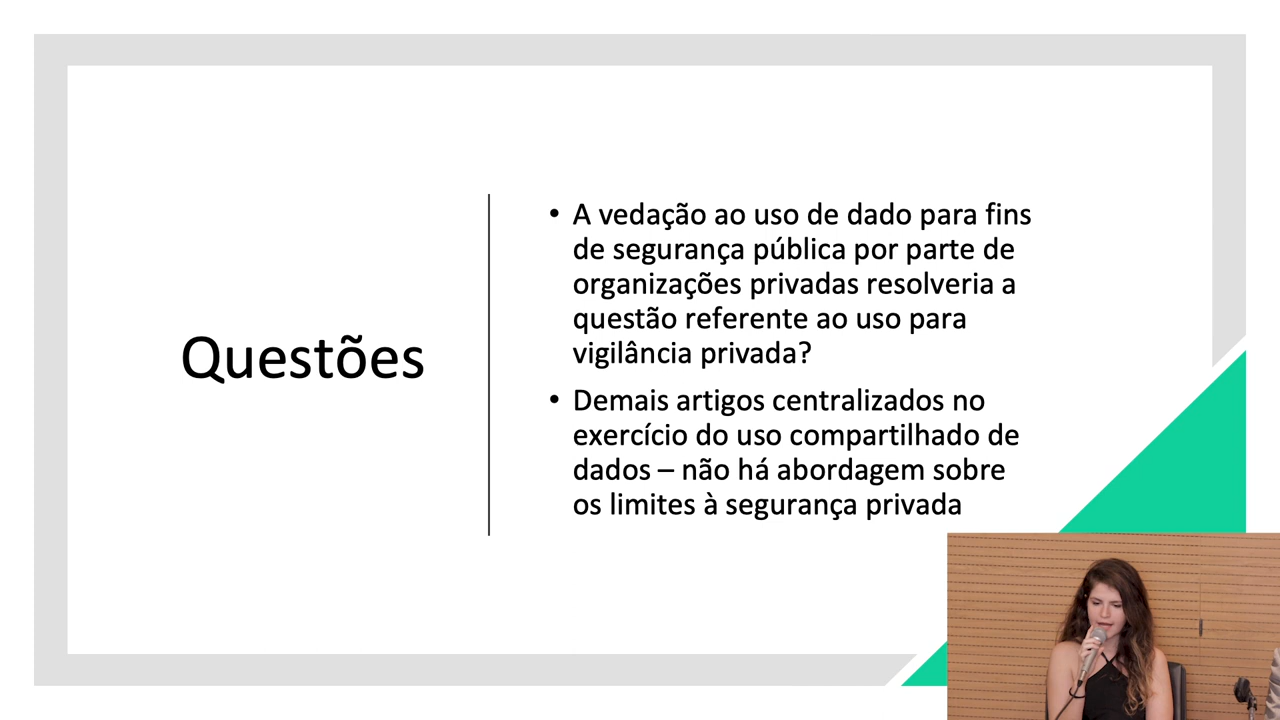 Questões
• A vedação ao uso de dado para fins
de segurança pública por parte de
organizações privadas resolveria a
questão referente ao uso para
vigilância privada?
• Demais artigos centralizados no
exercício do uso compartilhado de
dados – não há abordagem sobre
os limites à segurança privada